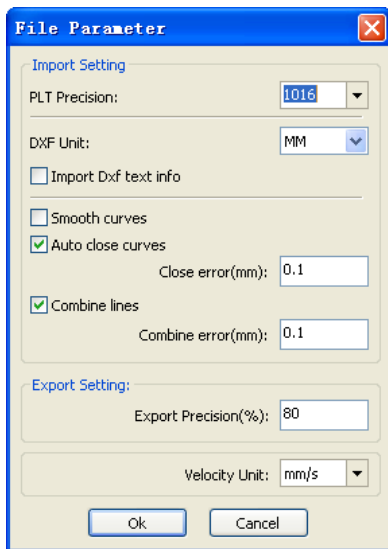 File Parameter
Import Setting
PLT Precision: 1016
DXF Unit: MM
Import Dxf text info
Smooth curves
Auto close curves
Close error(mm): 0.1
Combine lines
Combine error(mm): 0.1
Export Setting:
Export Precision(%): 80
Velocity Unit: mm/s
Ok Cancel